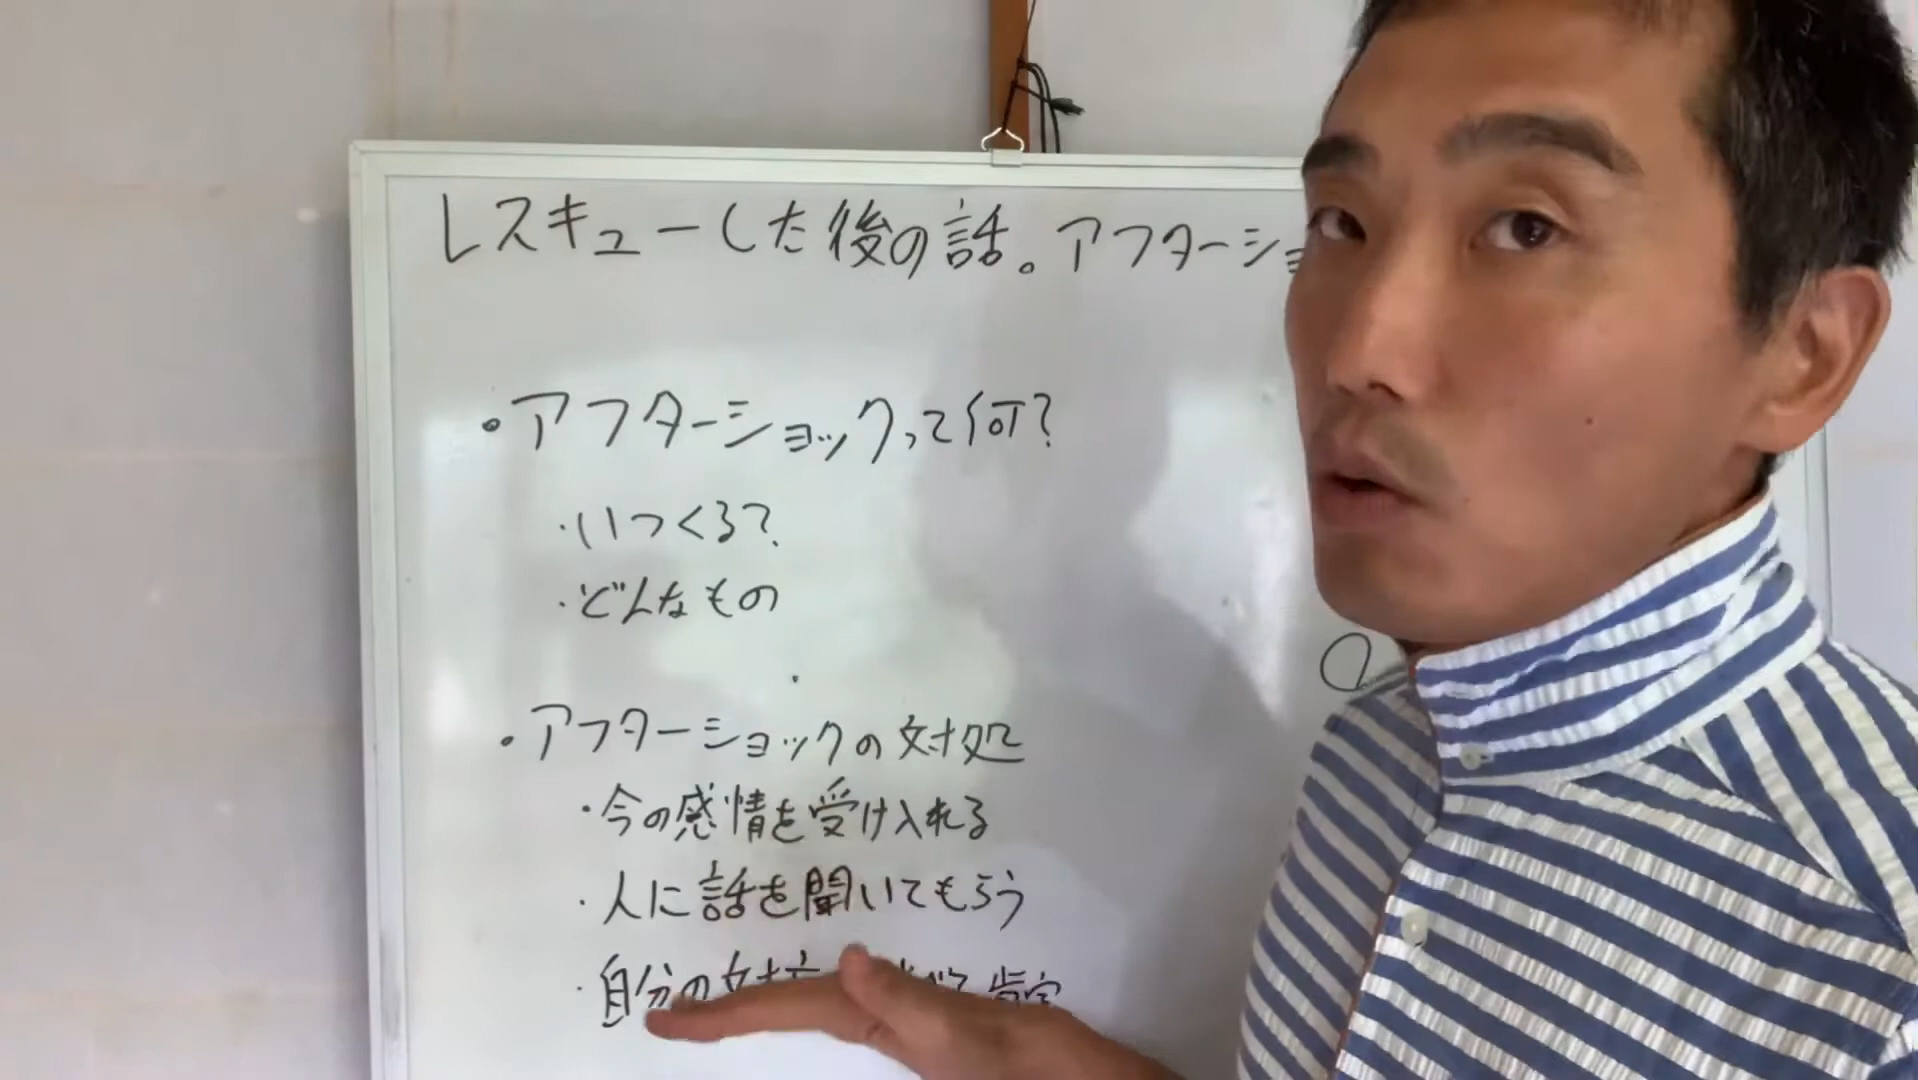 レスキューした後の話。アフターショ
・アフターショックって何?
・いつくる?
・どんなもの
・アフターショックの対処
・今の感情を受け入れる
・人に話を聞いてもらう
・自分の対 肯定